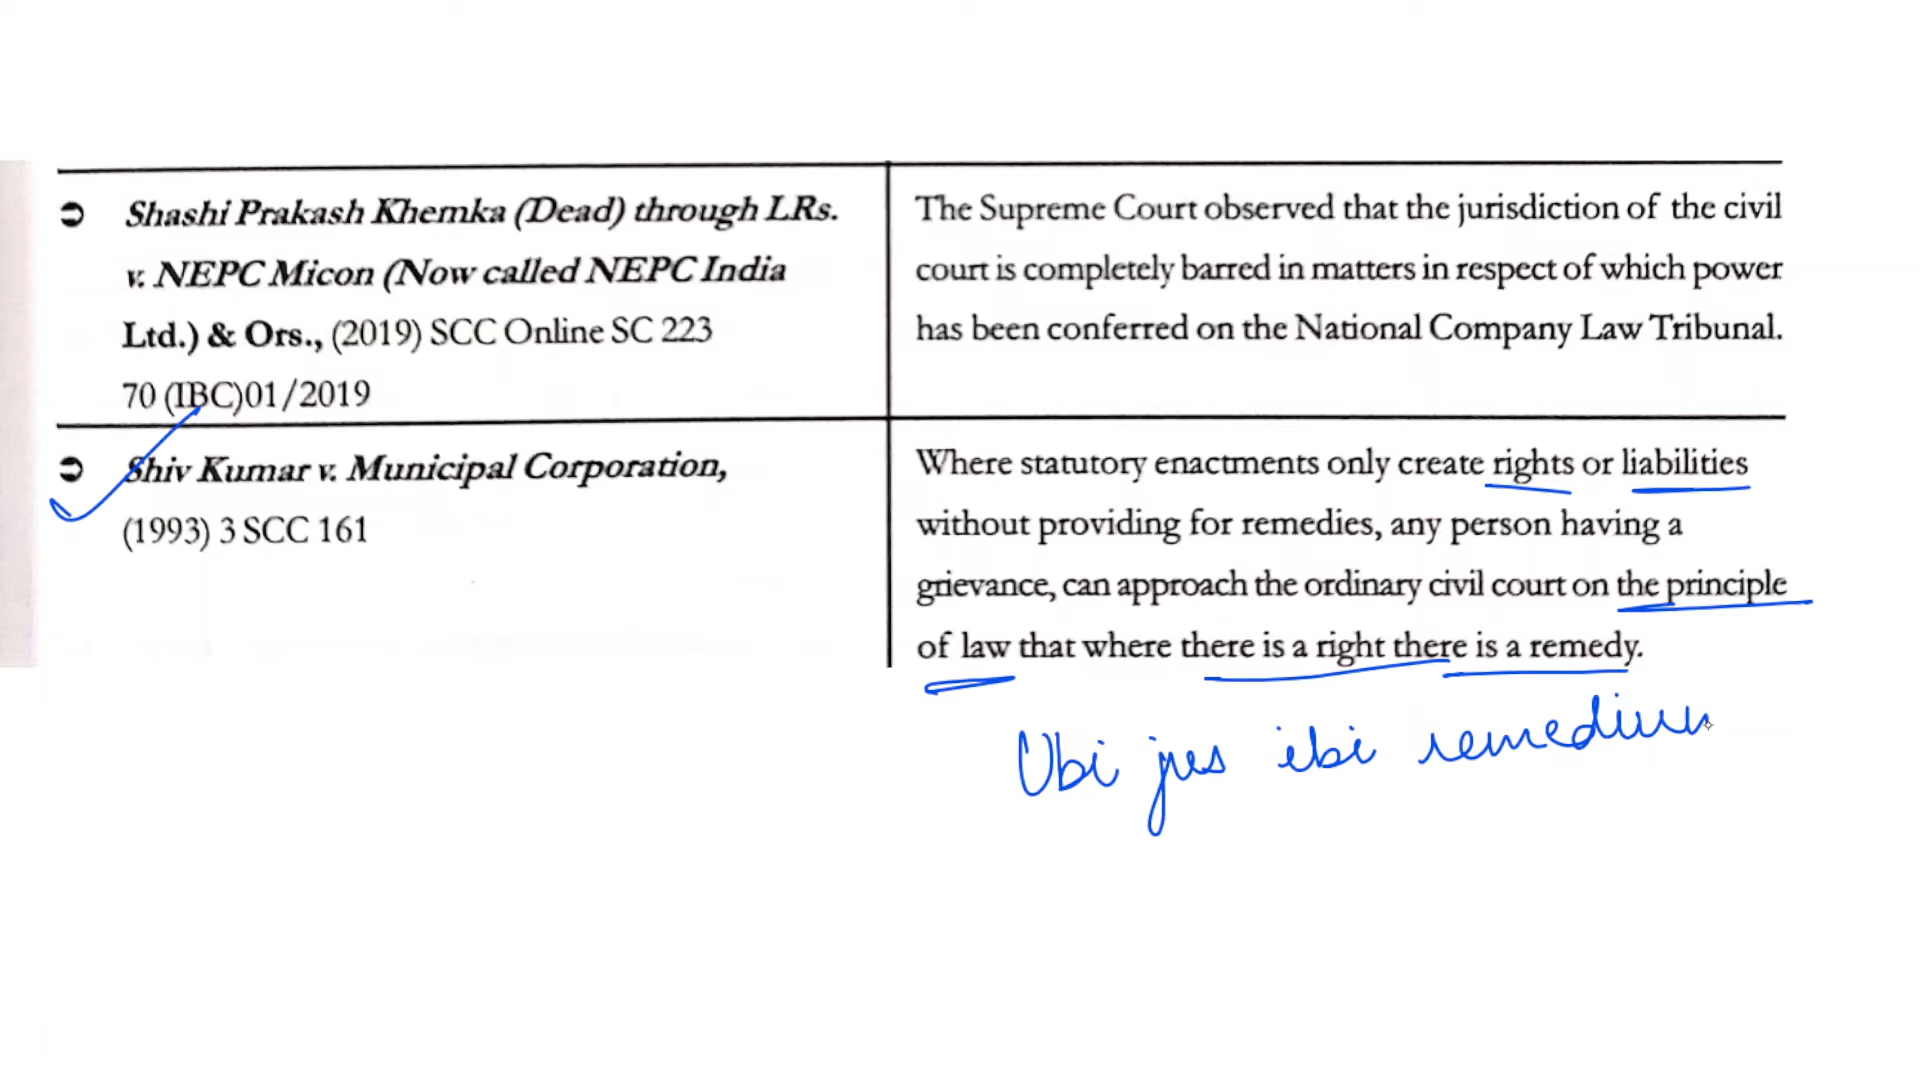 Shashi Prakash Khemka (Dead) through LRs.
v. NEPC Micon (Now called NEPC India
Ltd.) & Ors., (2019) SCC Online SC 223
70 (IBC)01/2019
The Supreme Court observed that the jurisdiction of the civil
court is completely barred in matters in respect of which power
has been conferred on the National Company Law Tribunal.
Shiv Kumar v. Municipal Corporation,
(1993) 3 SCC 161
Where statutory enactments only create rights or liabilities
without providing for remedies, any person having a
grievance, can approach the ordinary civil court on the principle
of law that where there is a right there is a remedy.
Ubi jus ibi remedium